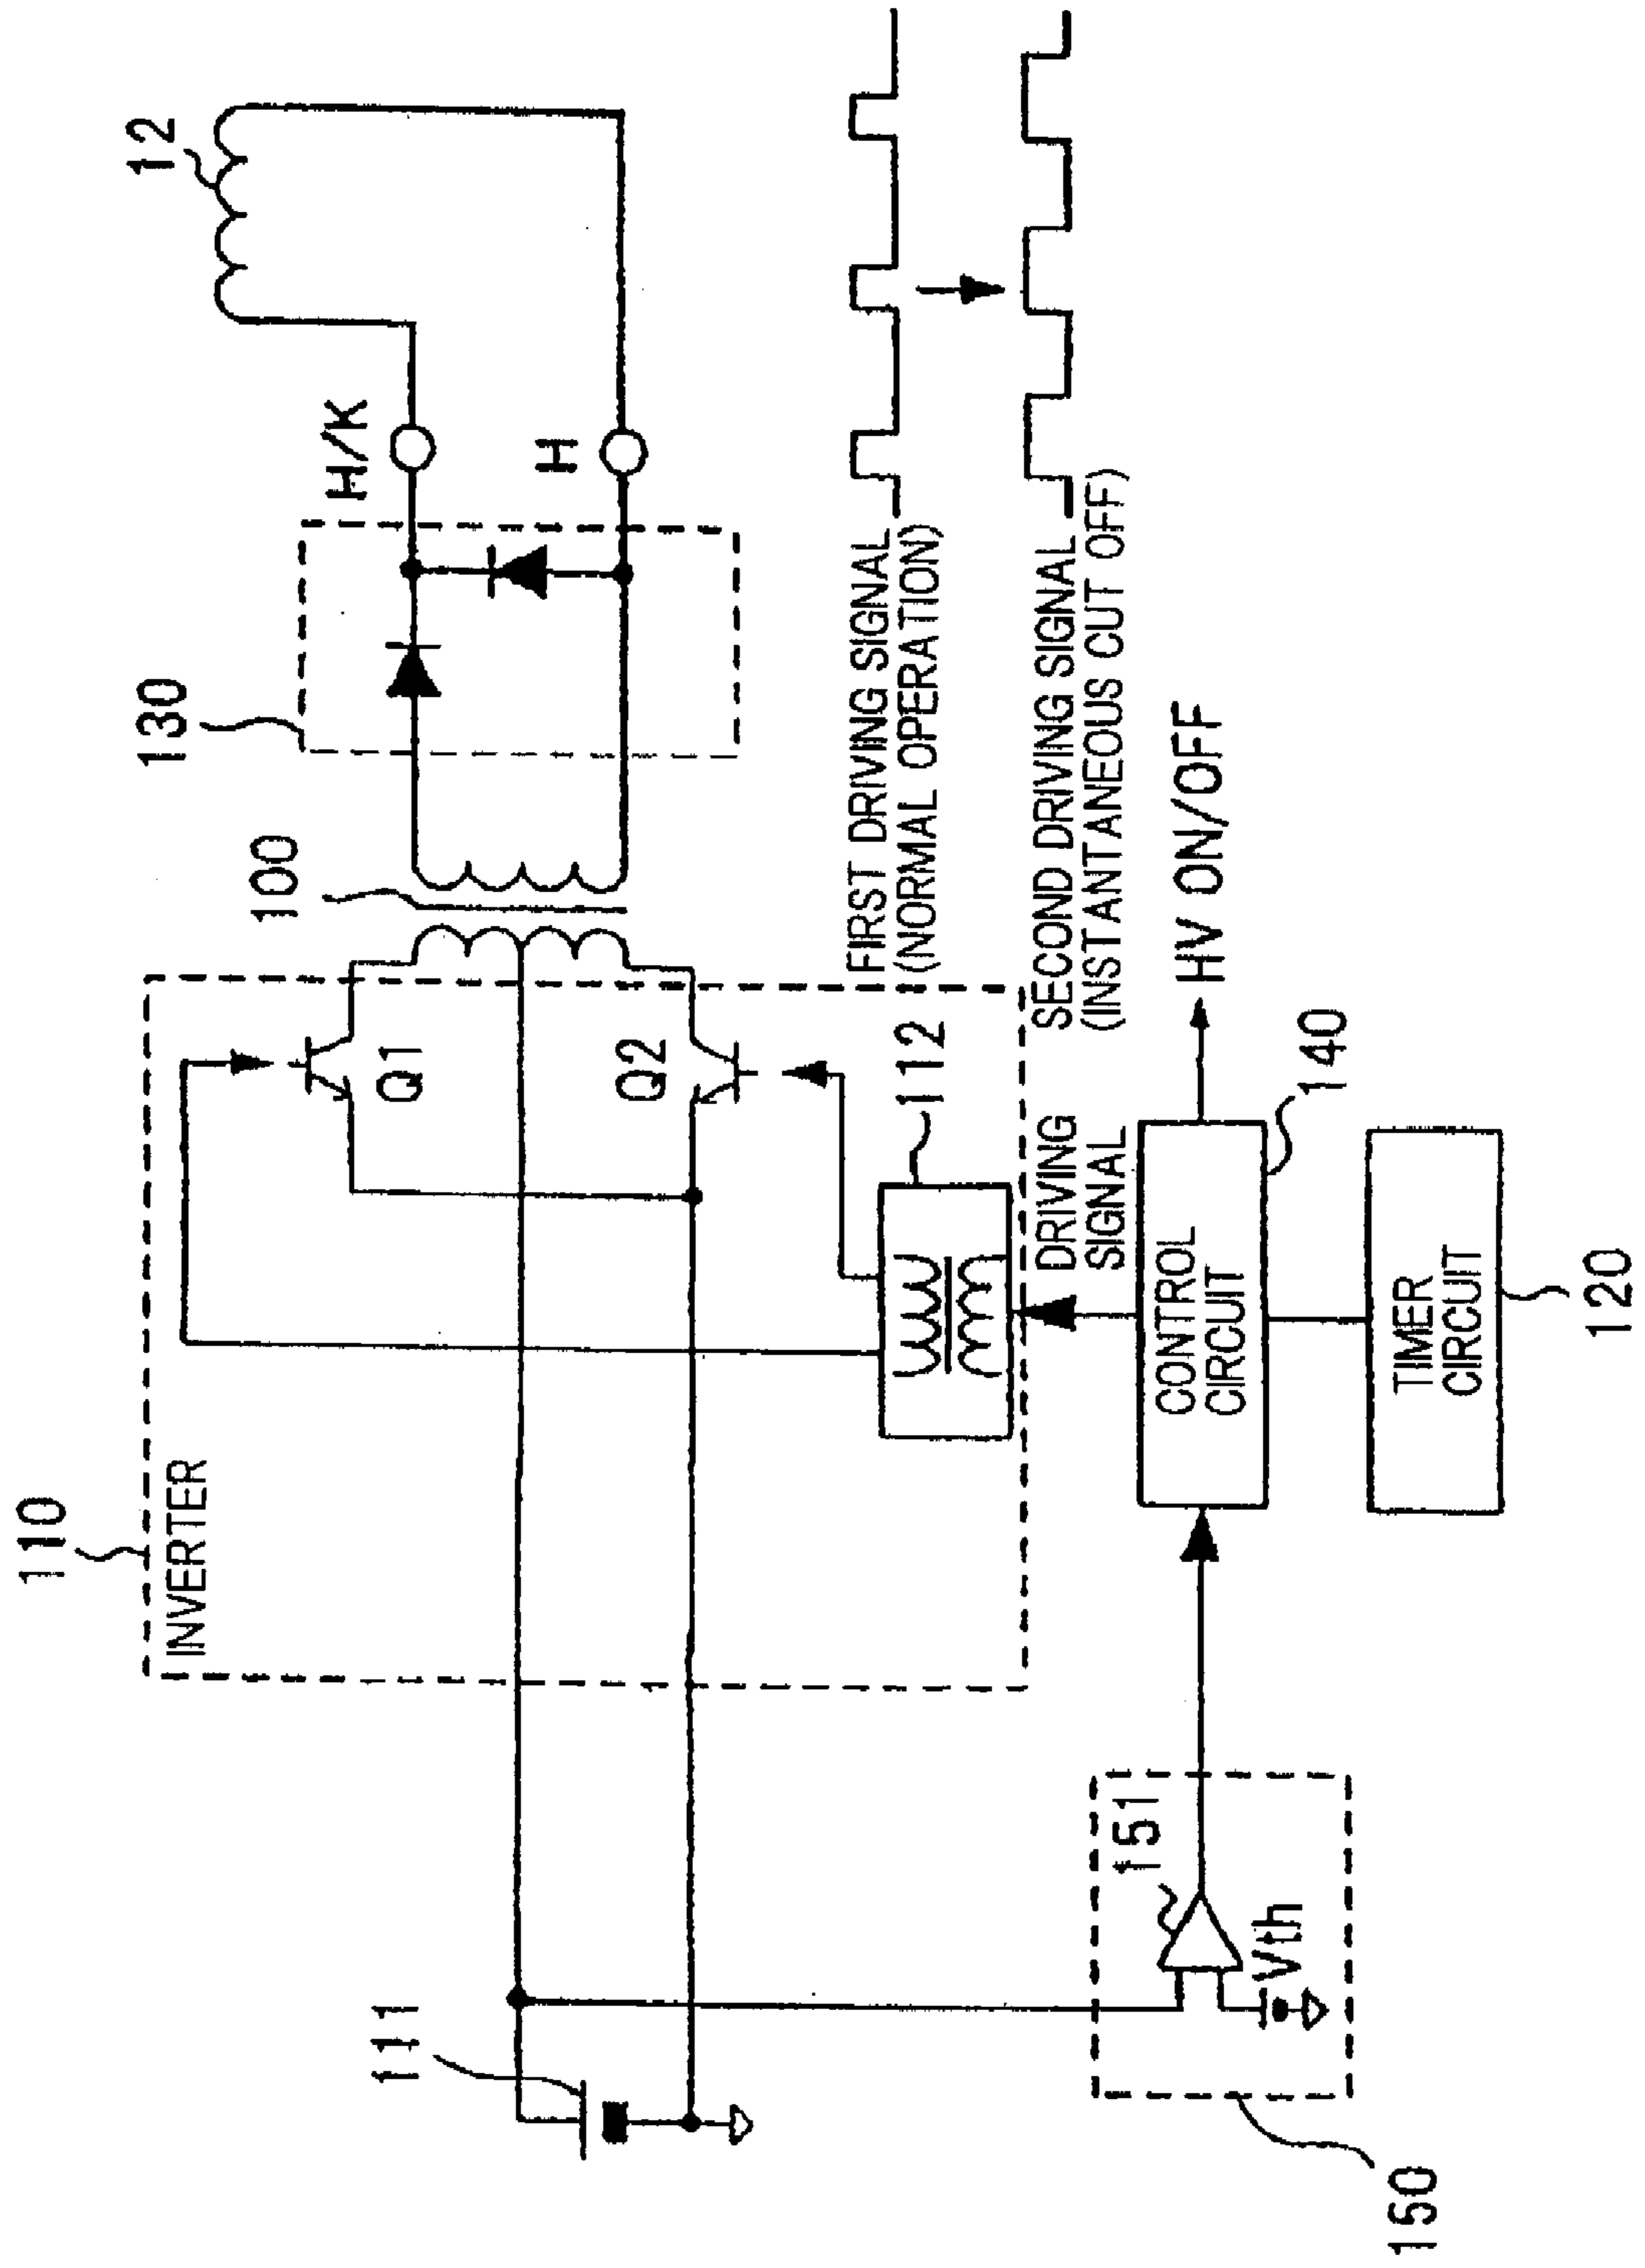 110
INVERTER
111
Q1
Q2
100
130
H/K
H
12
112
DRIVING
SIGNAL
FIRST DRIVING SIGNAL
(NORMAL OPERATION)
SECOND DRIVING SIGNAL
(INSTANTANEOUS CUT OFF)
150
151
Vth
CONTROL
CIRCUIT
140
HV ON/OFF
TIMER
CIRCUIT
120